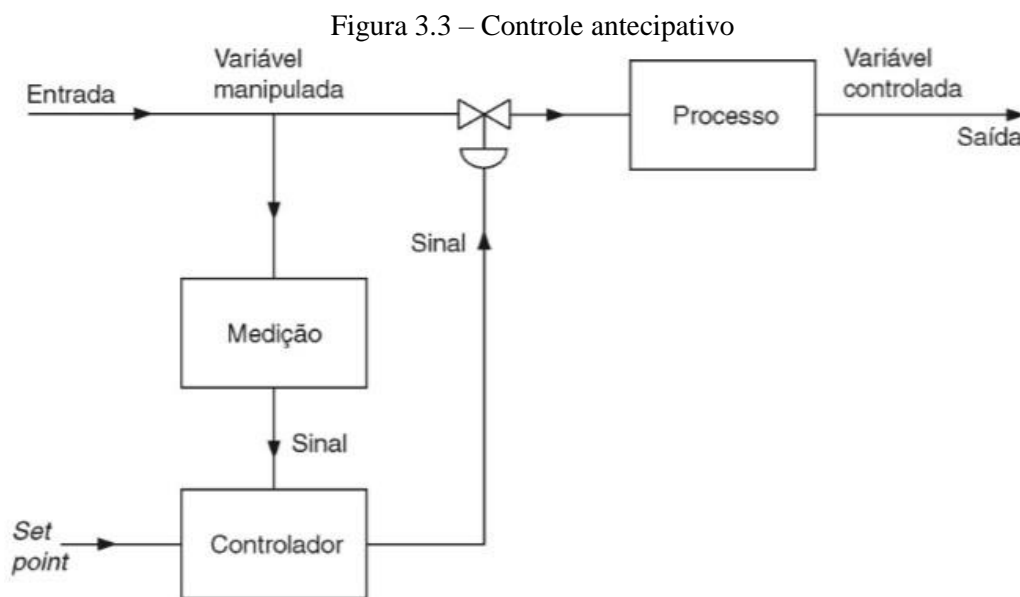 Figura 3.3 – Controle antecipativo
Entrada
Variável
manipulada
Processo
Variável
controlada
Saída
Sinal
Medição
Sinal
Set
point
Controlador